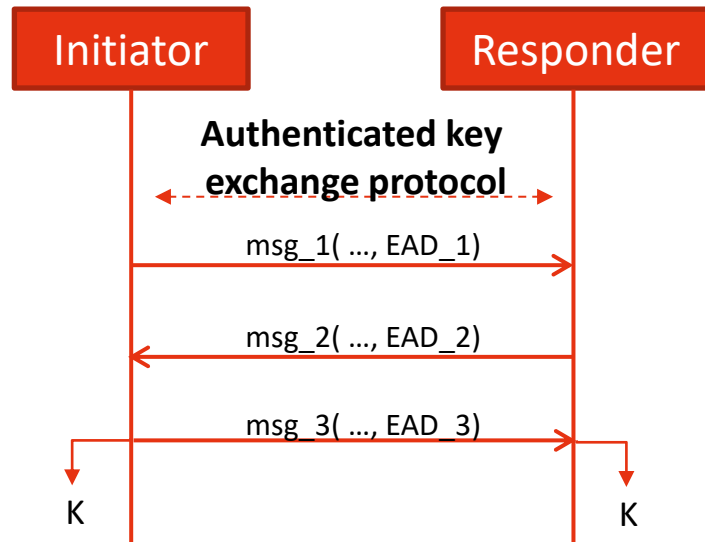 Initiator
Responder
Authenticated key
exchange protocol
msg_1( …, EAD_1)
msg_2( …, EAD_2)
msg_3( …, EAD_3)
K
K